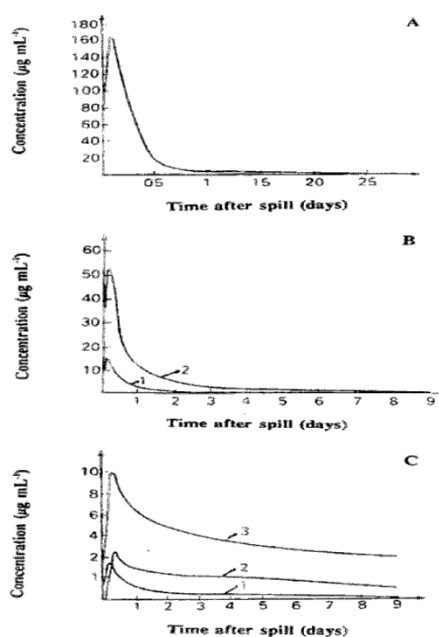 A
Concentration (µg mL⁻¹)
180
160
140
120
100
80
60
40
20
05
1
15
20
25
Time after spill (days)
B
Concentration (µg mL⁻¹)
60
50
40
30
20
10
1
2
1 2 3 4 5 6 7 8 9
Time after spill (days)
C
Concentration (µg mL⁻¹)
10
8
6
4
2
1
3
2
1
1 2 3 4 5 6 7 8 9
Time after spill (days)